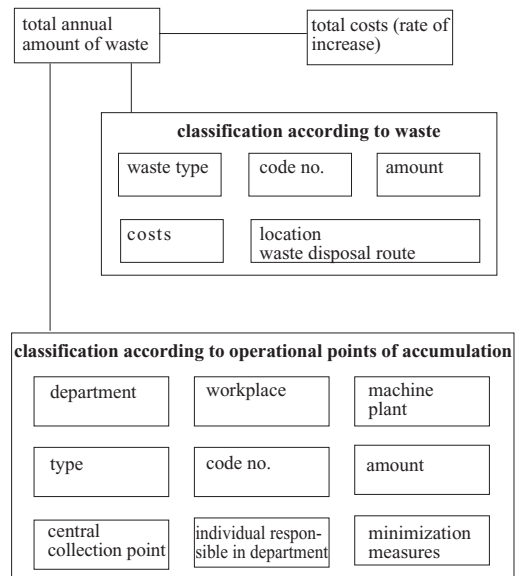 total annual
amount of waste
total costs (rate of
increase)
classification according to waste
waste type
code no.
amount
costs
location
waste disposal route
classification according to operational points of accumulation
department
workplace
machine
plant
type
code no.
amount
central
collection point
individual respon-
sible in department
minimization
measures